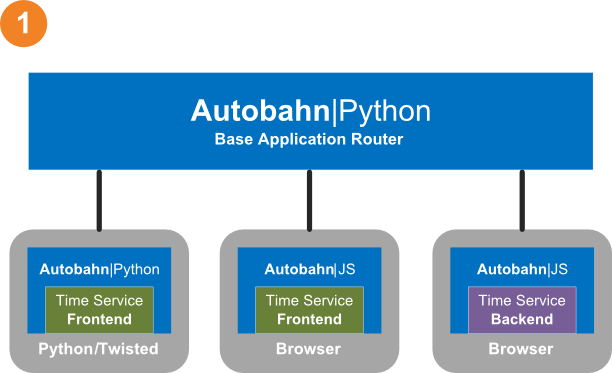 1
Autobahn|Python
Base Application Router
Autobahn|Python
Time Service
Frontend
Python/Twisted
Autobahn|JS
Time Service
Frontend
Browser
Autobahn|JS
Time Service
Backend
Browser